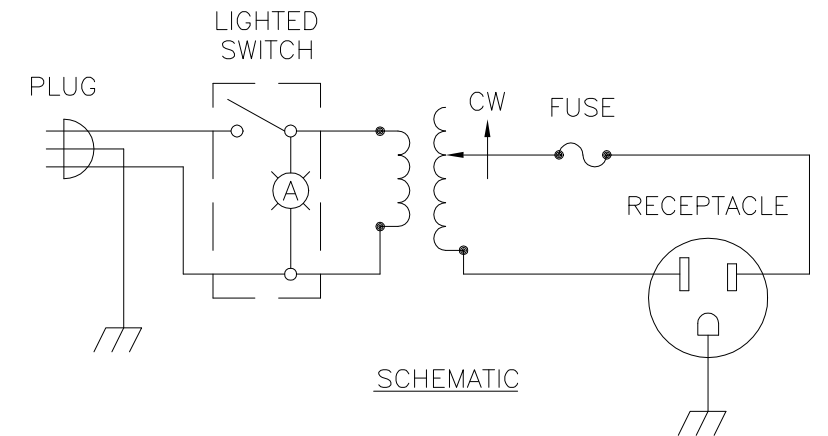 LIGHTED
SWITCH
PLUG
CW
FUSE
A
RECEPTACLE
SCHEMATIC